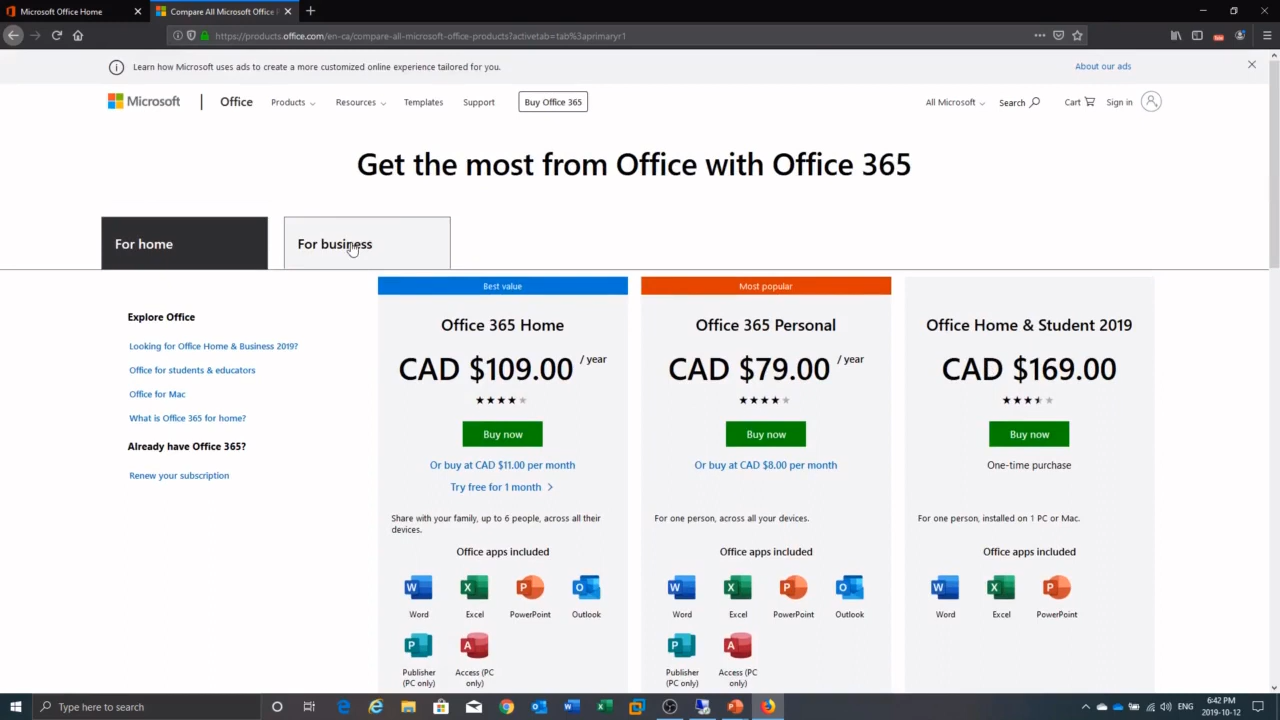 Microsoft Office Home
Compare All Microsoft Office P
https://products.office.com/en-ca/compare-all-microsoft-office-products?activetab=tab%3aprimaryr1
Learn how Microsoft uses ads to create a more customized online experience tailored for you.
About our ads
Microsoft
Office
Products
Resources
Templates
Support
Buy Office 365
All Microsoft
Search
Cart
Sign in
Get the most from Office with Office 365
For home
For business
Explore Office
Looking for Office Home & Business 2019?
Office for students & educators
Office for Mac
What is Office 365 for home?
Already have Office 365?
Renew your subscription
Best value
Office 365 Home
CAD $109.00 / year
Buy now
Or buy at CAD $11.00 per month
Try free for 1 month
Share with your family, up to 6 people, across all their
devices.
Office apps included
Word
Excel
PowerPoint
Outlook
Publisher
(PC only)
Access (PC
only)
Most popular
Office 365 Personal
CAD $79.00 / year
Buy now
Or buy at CAD $8.00 per month
For one person, across all your devices.
Office apps included
Word
Excel
PowerPoint
Outlook
Publisher
(PC only)
Access (PC
only)
Office Home & Student 2019
CAD $169.00
Buy now
One-time purchase
For one person, installed on 1 PC or Mac.
Office apps included
Word
Excel
PowerPoint
Type here to search
ENG
6:42 PM
2019-10-12